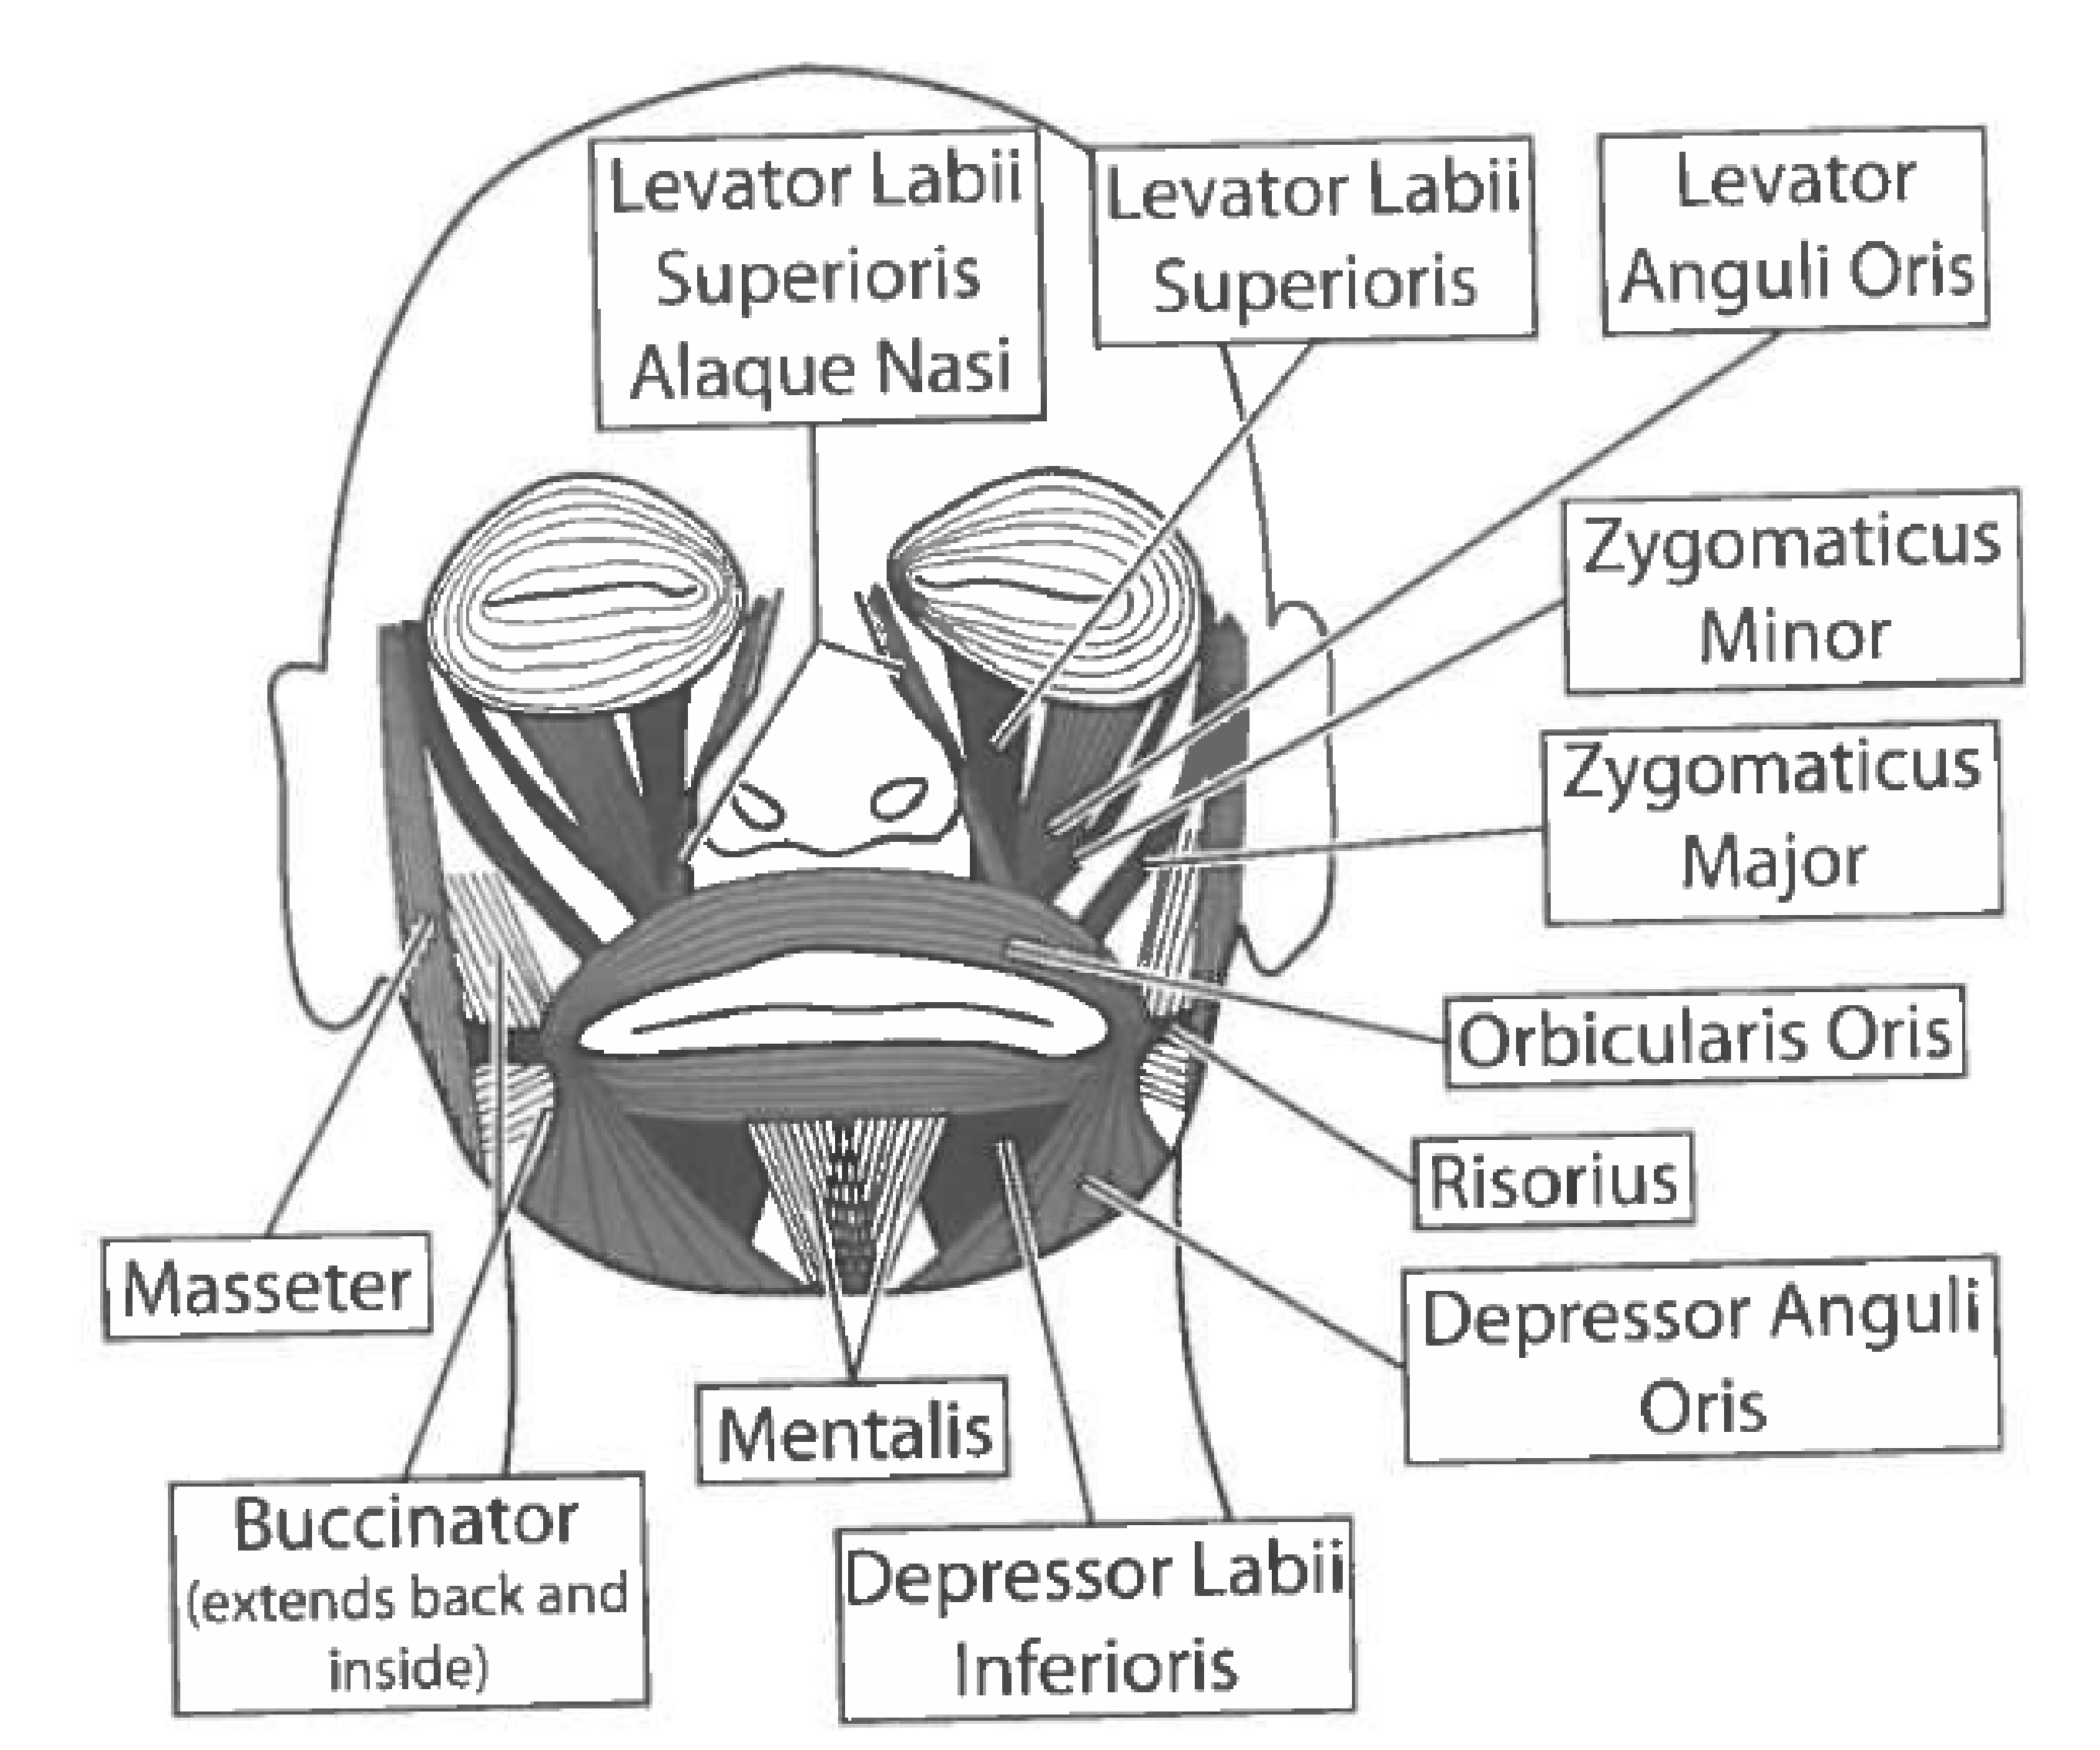 Levator Labii
Superioris
Alaque Nasi
Levator Labii
Superioris
Levator
Anguli Oris
Zygomaticus
Minor
Zygomaticus
Major
Orbicularis Oris
Risorius
Depressor Anguli
Oris
Masseter
Mentalis
Buccinator
(extends back and
inside)
Depressor Labii
Inferioris